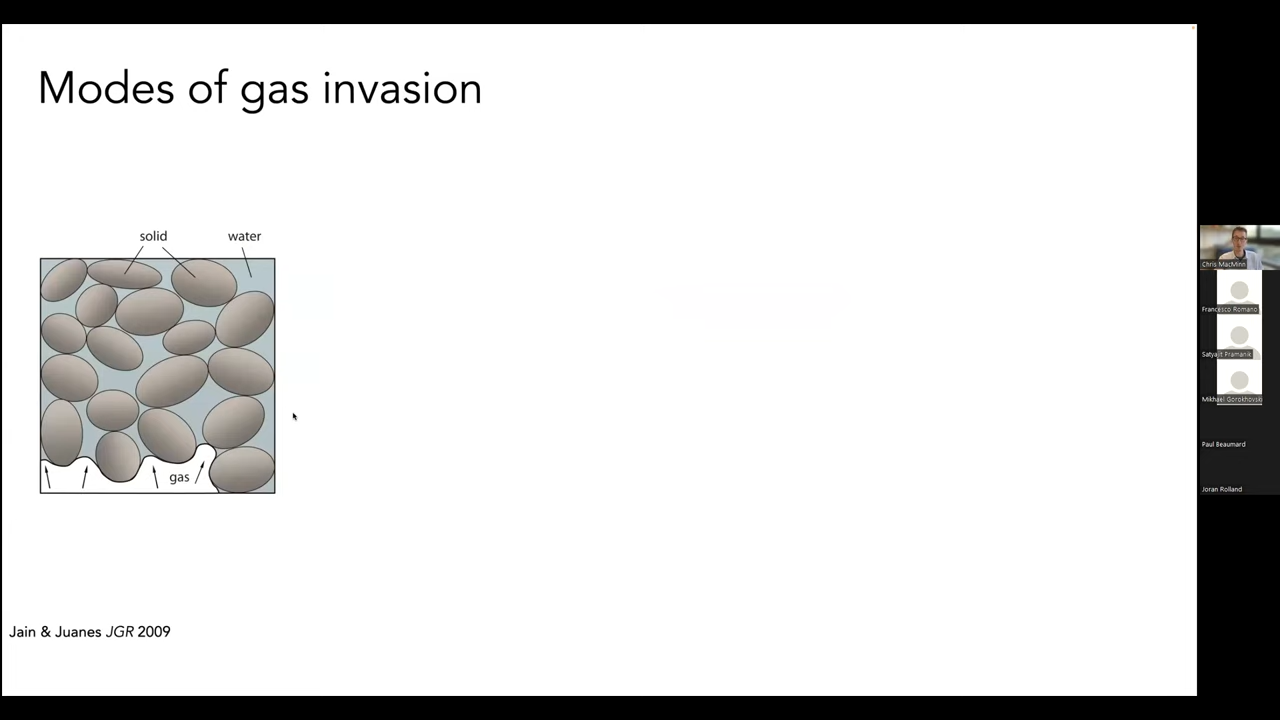 Modes of gas invasion
solid water
gas
Jain & Juanes JGR 2009
Chris MacMinn
Francesco Romano
Satyajit Pramanik
Mikhael Gorokhovski
Paul Beaumard
Joran Rolland